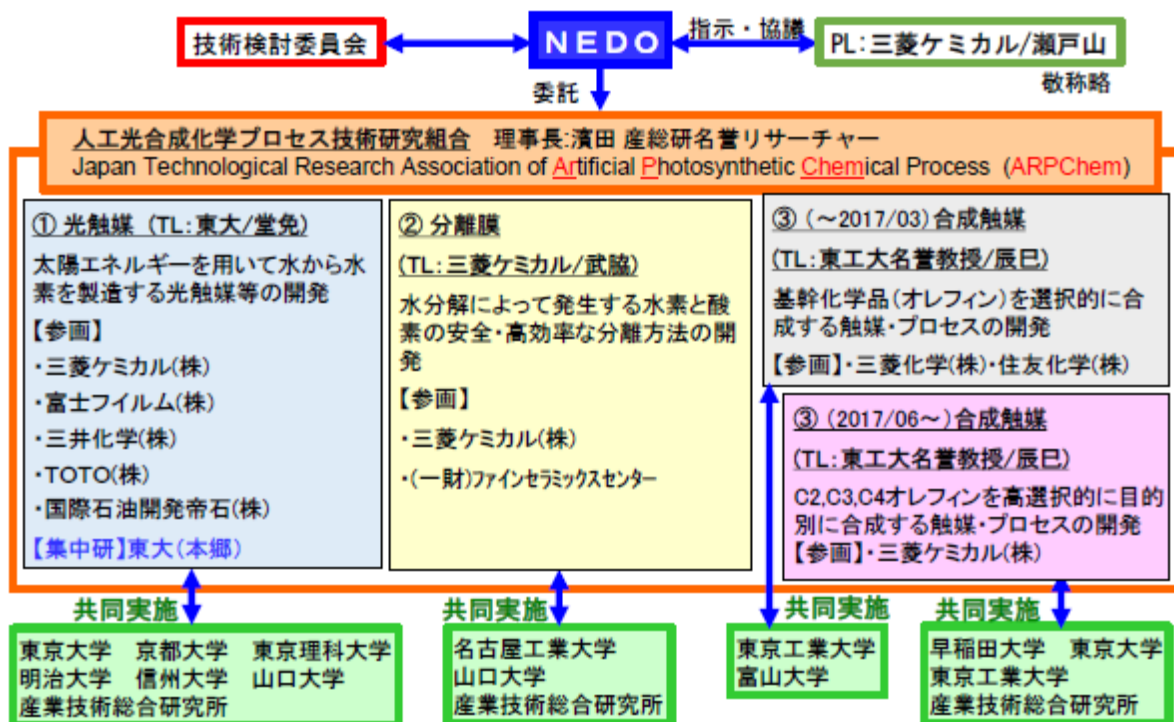 技術検討委員会
NEDO
指示・協議
PL:三菱ケミカル/瀬戸山
敬称略
委託
人工光合成化学プロセス技術研究組合 理事長:濱田 産総研名誉リサーチャー
Japan Technological Research Association of Artificial Photosynthetic Chemical Process (ARPChem)
① 光触媒 (TL:東大/堂免)
太陽エネルギーを用いて水から水
素を製造する光触媒等の開発
【参画】
・三菱ケミカル(株)
・富士フイルム(株)
・三井化学(株)
・TOTO(株)
・国際石油開発帝石(株)
【集中研】東大(本郷)
② 分離膜
(TL:三菱ケミカル/武脇)
水分解によって発生する水素と酸
素の安全・高効率な分離方法の開
発
【参画】
・三菱ケミカル(株)
・(一財)ファインセラミックスセンター
③ (～2017/03)合成触媒
(TL:東工大名誉教授/辰巳)
基幹化学品(オレフィン)を選択的に合
成する触媒・プロセスの開発
【参画】・三菱化学(株)・住友化学(株)
③ (2017/06～)合成触媒
(TL:東工大名誉教授/辰巳)
C2,C3,C4オレフィンを高選択的に目的
別に合成する触媒・プロセスの開発
【参画】・三菱ケミカル(株)
共同実施
東京大学 京都大学 東京理科大学
明治大学 信州大学 山口大学
産業技術総合研究所
共同実施
名古屋工業大学
山口大学
産業技術総合研究所
共同実施
東京工業大学
富山大学
共同実施
早稲田大学 東京大学
東京工業大学
産業技術総合研究所